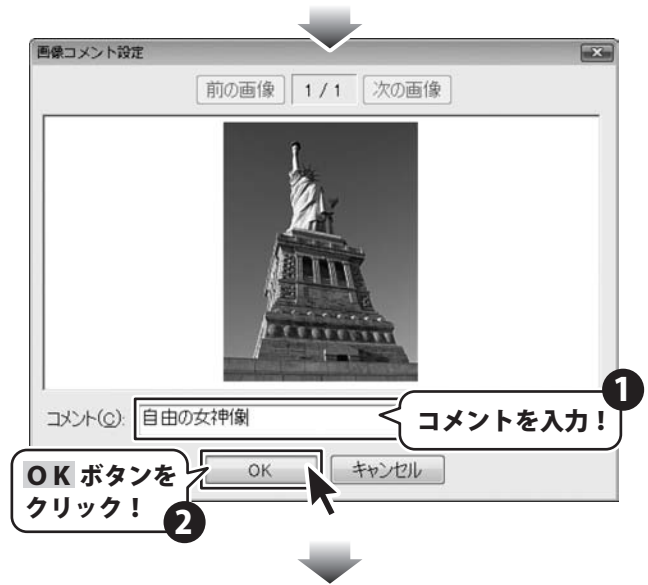 画像コメント設定
前の画像 1 / 1 次の画像
コメント(C): 自由の女神像
コメントを入力！
1
OK キャンセル
OK ボタンを
クリック！
2